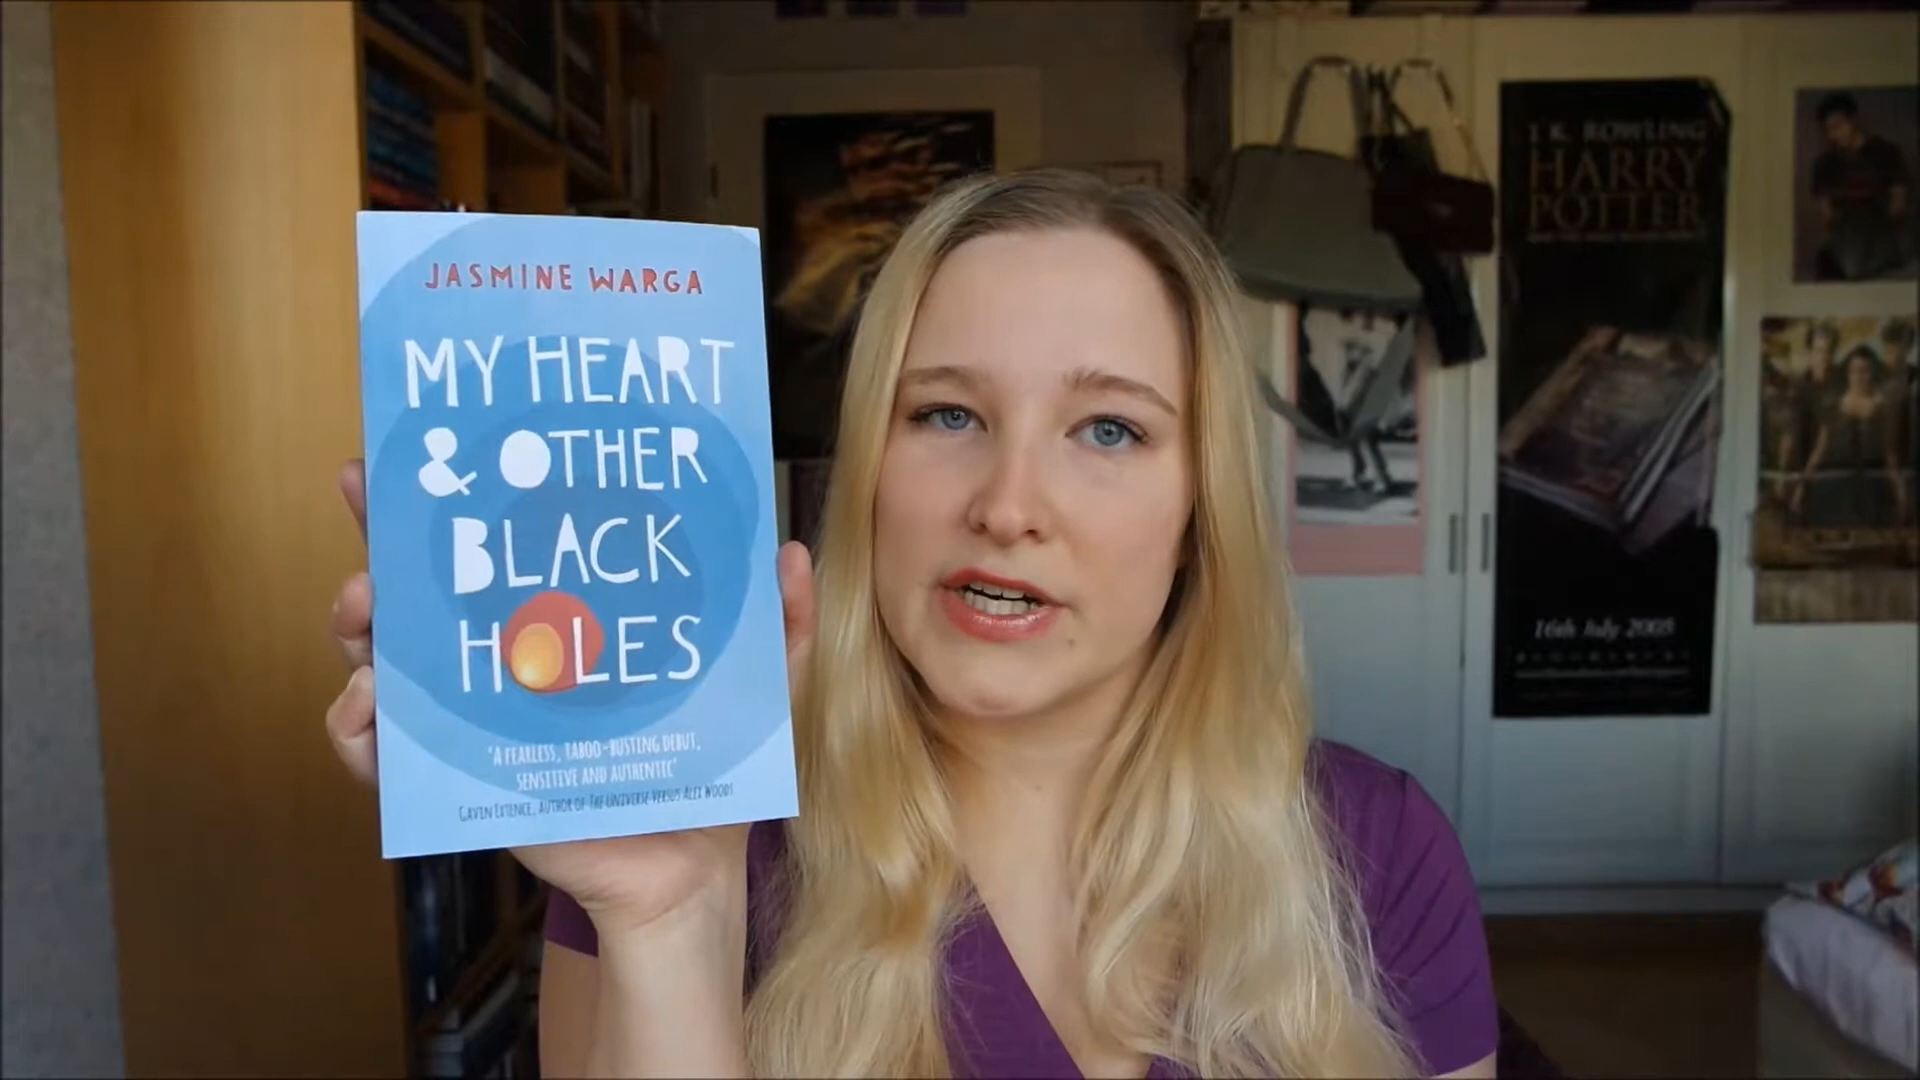 JASMINE WARGA
MY HEART
& OTHER
BLACK
HOLES
'A FEARLESS, TABOO-BUSTING DEBUT,
SENSITIVE AND AUTHENTIC'
GAVIN EXTENCE, AUTHOR OF THE UNIVERSE VERSUS ALEX WOODS
J. K. ROWLING
HARRY
POTTER
16th July 2005